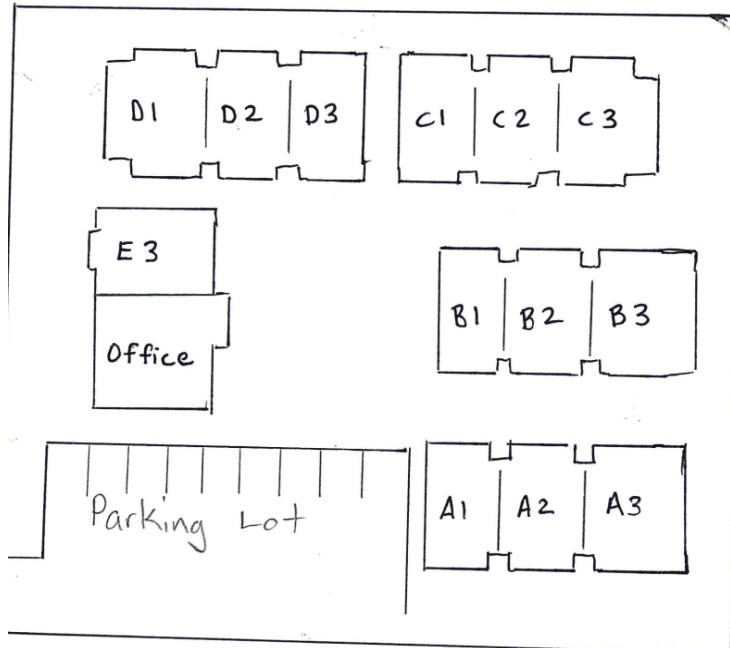 D1 D2 D3 C1 C2 C3
E3
B1 B2 B3
Office
A1 A2 A3
Parking Lot